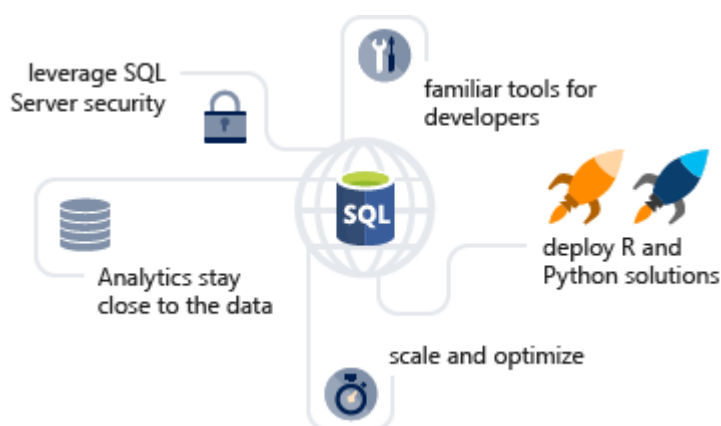 leverage SQL
Server security
familiar tools for
developers
SQL
Analytics stay
close to the data
deploy R and
Python solutions
scale and optimize